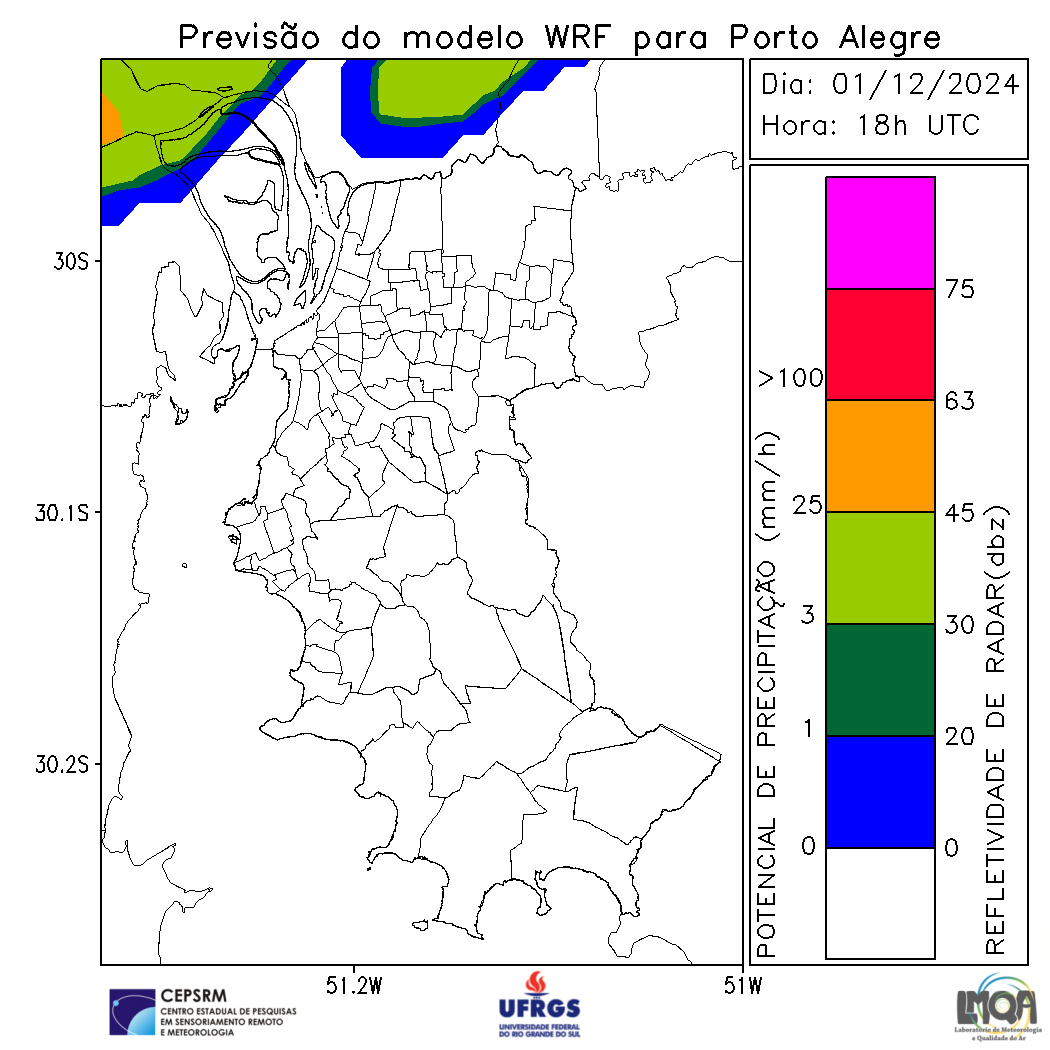 Previsão do modelo WRF para Porto Alegre
Dia: 01/12/2024
Hora: 18h UTC
30S
30.1S
30.2S
51.2W
51W
POTENCIAL DE PRECIPITAÇÃO (mm/h)
>100
25
3
1
0
75
63
45
30
20
0
REFLETIVIDADE DE RADAR(dbz)
CEPSRM
CENTRO ESTADUAL DE PESQUISAS
EM SENSORIAMENTO REMOTO
E METEOROLOGIA
UFRGS
UNIVERSIDADE FEDERAL
DO RIO GRANDE DO SUL
LMQA
Laboratório de Meteorologia
e Qualidade do Ar